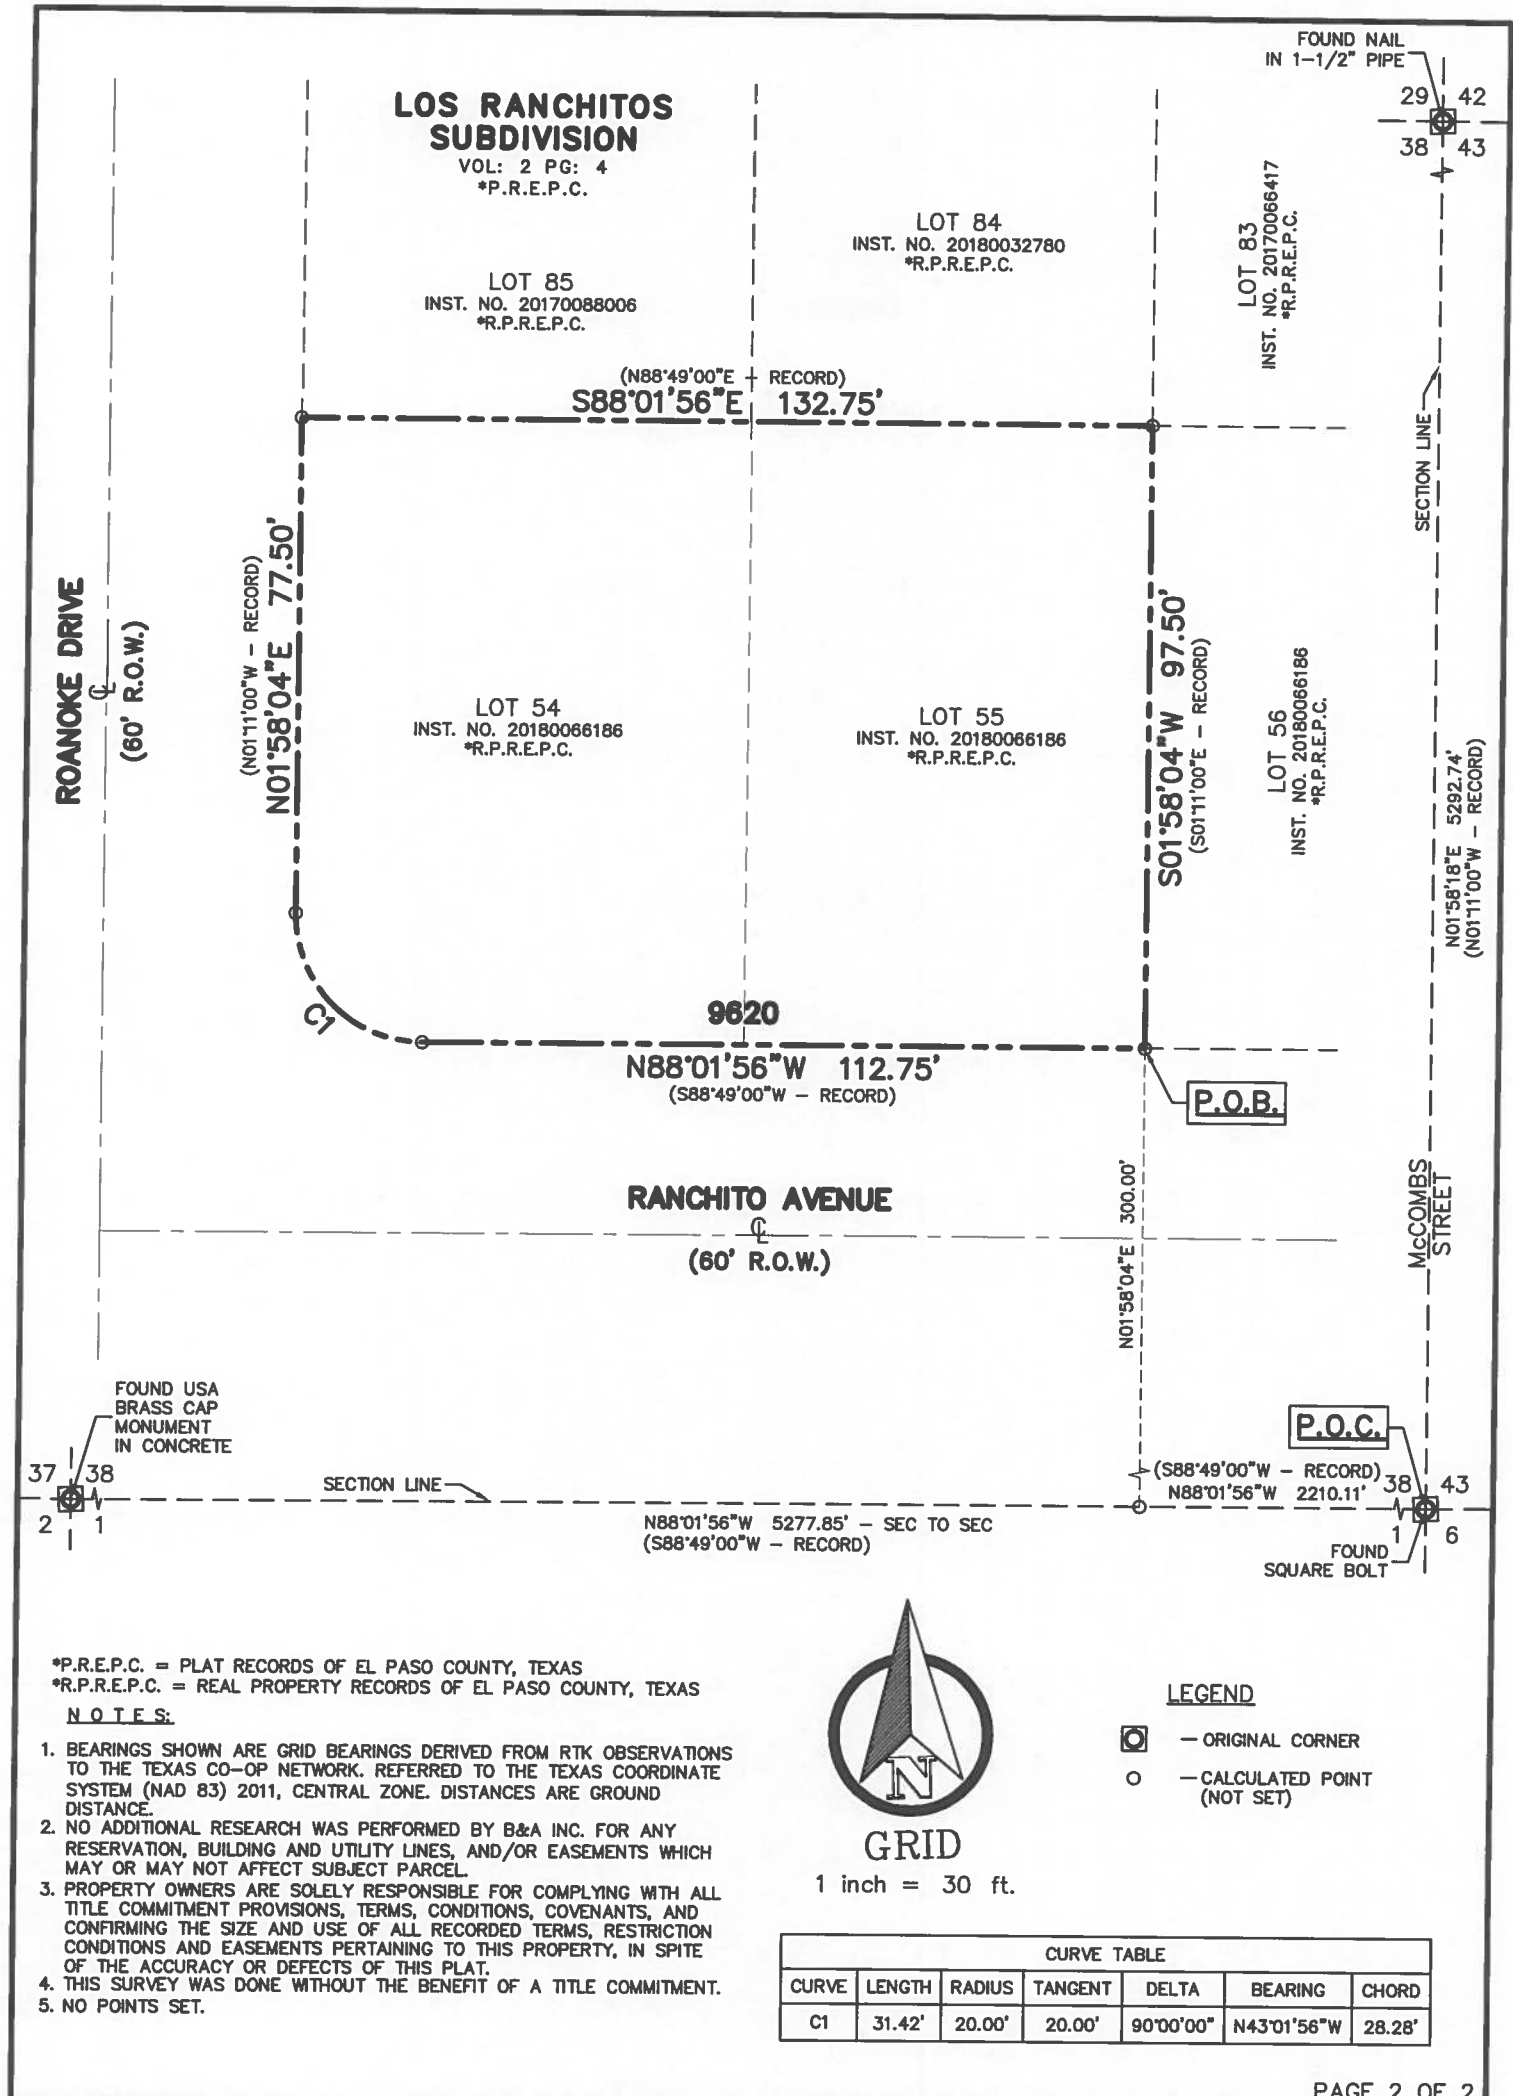 FOUND NAIL
IN 1-1/2" PIPE
29 42
38 43
LOS RANCHITOS
SUBDIVISION
VOL: 2 PG: 4
*P.R.E.P.C.
LOT 84
INST. NO. 20180032780
*R.P.R.E.P.C.
LOT 83
INST. NO. 20170066417
*R.P.R.E.P.C.
LOT 85
INST. NO. 20170088006
*R.P.R.E.P.C.
(N88°49'00"E - RECORD)
S88°01'56"E 132.75'
SECTION LINE
ROANOKE DRIVE
(60' R.O.W.)
(N01°11'00"W - RECORD)
N01°58'04"E 77.50'
LOT 54
INST. NO. 20180066186
*R.P.R.E.P.C.
LOT 55
INST. NO. 20180066186
*R.P.R.E.P.C.
S01°58'04"W 97.50'
(S01°11'00"E - RECORD)
LOT 56
INST. NO. 20180066186
*R.P.R.E.P.C.
N01°58'18"E 5292.74'
(N01°11'00"W - RECORD)
C1
9620
N88°01'56"W 112.75'
(S88°49'00"W - RECORD)
P.O.B.
RANCHITO AVENUE
(60' R.O.W.)
N01°58'04"E 300.00'
McCOMBS
STREET
FOUND USA
BRASS CAP
MONUMENT
IN CONCRETE
37 38
2 1
SECTION LINE
N88°01'56"W 5277.85' - SEC TO SEC
(S88°49'00"W - RECORD)
P.O.C.
(S88°49'00"W - RECORD)
N88°01'56"W 2210.11'
38 43
1 6
FOUND
SQUARE BOLT
*P.R.E.P.C. = PLAT RECORDS OF EL PASO COUNTY, TEXAS
*R.P.R.E.P.C. = REAL PROPERTY RECORDS OF EL PASO COUNTY, TEXAS
N O T E S:
1. BEARINGS SHOWN ARE GRID BEARINGS DERIVED FROM RTK OBSERVATIONS
TO THE TEXAS CO-OP NETWORK. REFERRED TO THE TEXAS COORDINATE
SYSTEM (NAD 83) 2011, CENTRAL ZONE. DISTANCES ARE GROUND
DISTANCE.
2. NO ADDITIONAL RESEARCH WAS PERFORMED BY B&A INC. FOR ANY
RESERVATION, BUILDING AND UTILITY LINES, AND/OR EASEMENTS WHICH
MAY OR MAY NOT AFFECT SUBJECT PARCEL.
3. PROPERTY OWNERS ARE SOLELY RESPONSIBLE FOR COMPLYING WITH ALL
TITLE COMMITMENT PROVISIONS, TERMS, CONDITIONS, COVENANTS, AND
CONFIRMING THE SIZE AND USE OF ALL RECORDED TERMS, RESTRICTION
CONDITIONS AND EASEMENTS PERTAINING TO THIS PROPERTY, IN SPITE
OF THE ACCURACY OR DEFECTS OF THIS PLAT.
4. THIS SURVEY WAS DONE WITHOUT THE BENEFIT OF A TITLE COMMITMENT.
5. NO POINTS SET.
N
GRID
1 inch = 30 ft.
LEGEND
- ORIGINAL CORNER
- CALCULATED POINT
(NOT SET)
CURVE TABLE
CURVE LENGTH RADIUS TANGENT DELTA BEARING CHORD
C1 31.42' 20.00' 20.00' 90°00'00" N43°01'56"W 28.28'
PAGE 2 OF 2